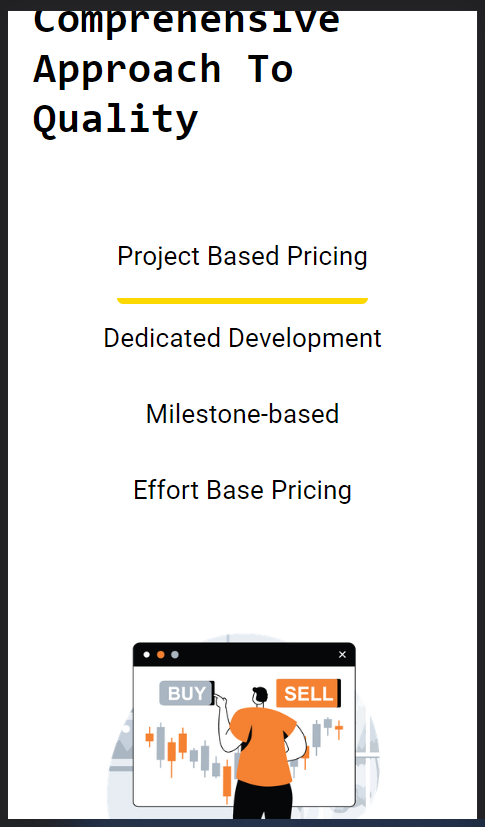 Comprehensive
Approach To
Quality
Project Based Pricing
Dedicated Development
Milestone-based
Effort Base Pricing
BUY
SELL